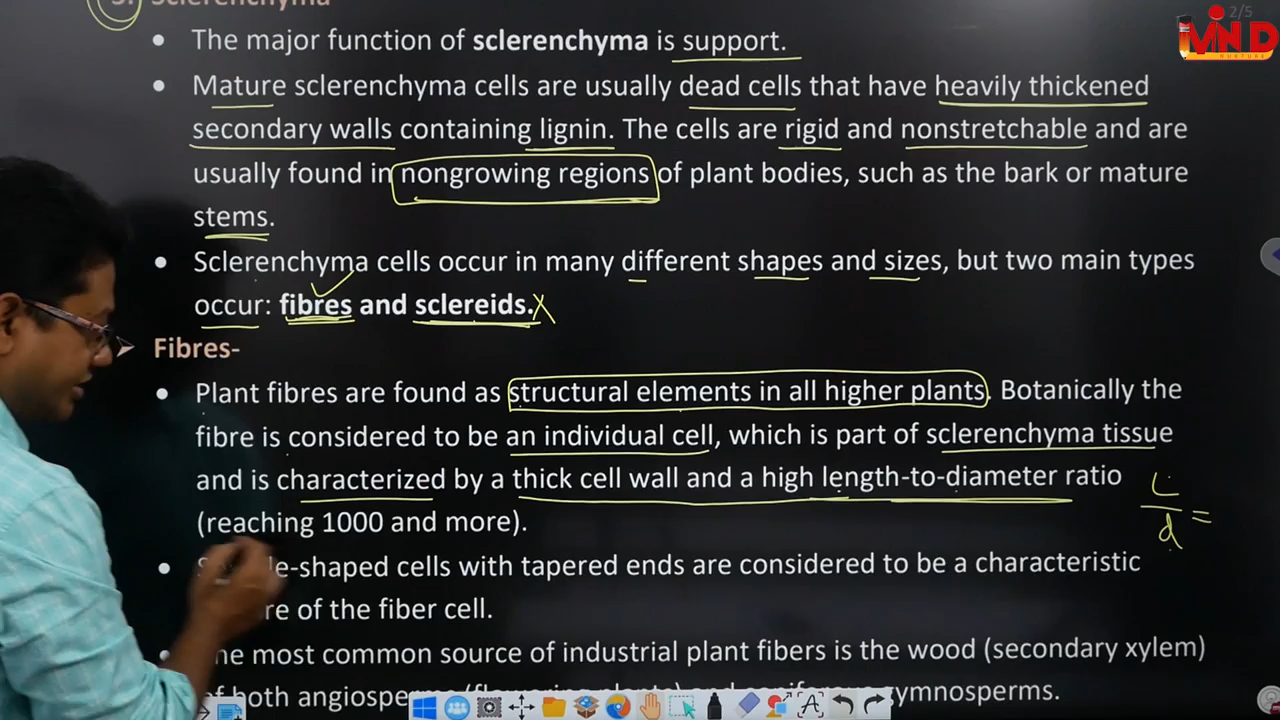 2/5
MIND
NURTURE
3. Sclerenchyma
• The major function of sclerenchyma is support.
• Mature sclerenchyma cells are usually dead cells that have heavily thickened
secondary walls containing lignin. The cells are rigid and nonstretchable and are
usually found in nongrowing regions of plant bodies, such as the bark or mature
stems.
• Sclerenchyma cells occur in many different shapes and sizes, but two main types
occur: fibres and sclereids. X
Fibres-
• Plant fibres are found as structural elements in all higher plants. Botanically the
fibre is considered to be an individual cell, which is part of sclerenchyma tissue
and is characterized by a thick cell wall and a high length-to-diameter ratio
(reaching 1000 and more).
L
d =
• -shaped cells with tapered ends are considered to be a characteristic
of the fiber cell.
• The most common source of industrial plant fibers is the wood (secondary xylem)
of both angiosperms gymnosperms.